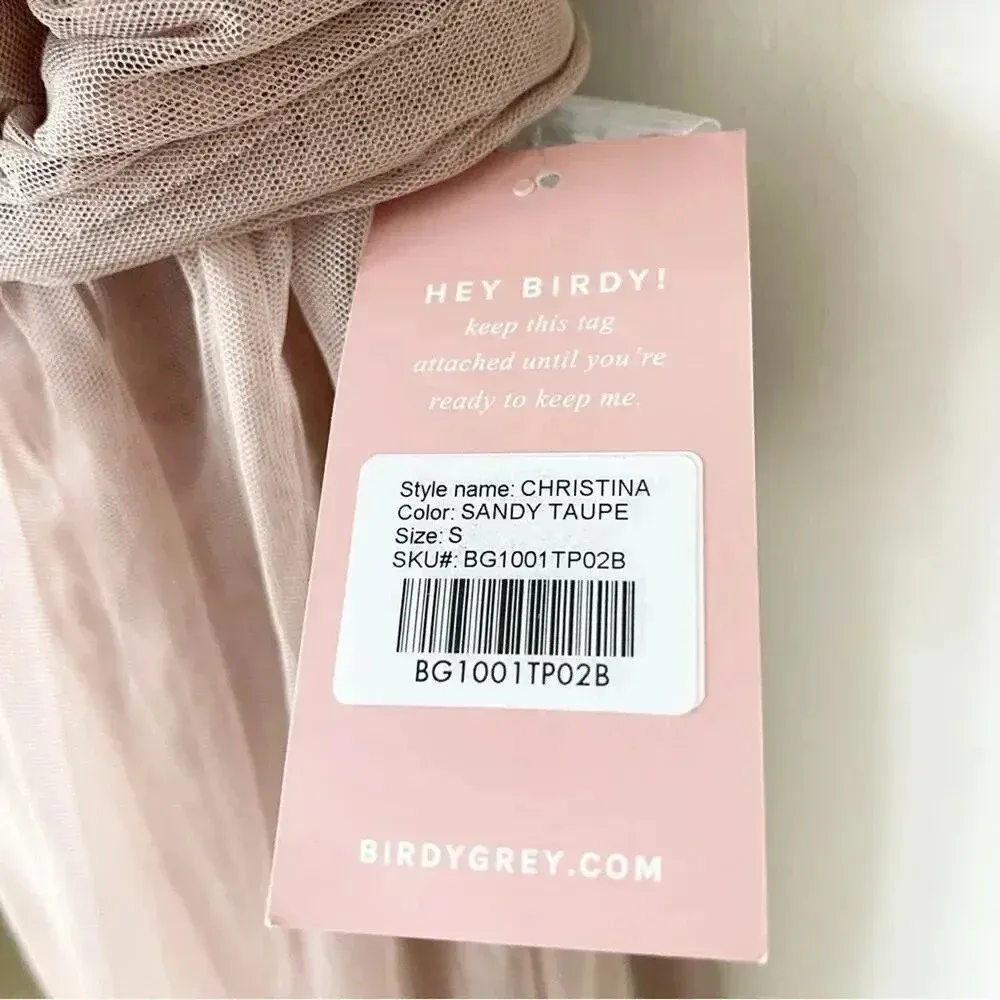 HEY BIRDY!
keep this tag
attached until you're
ready to keep me.
Style name: CHRISTINA
Color: SANDY TAUPE
Size: S
SKU#: BG1001TP02B
BG1001TP02B
BIRDYGREY.COM